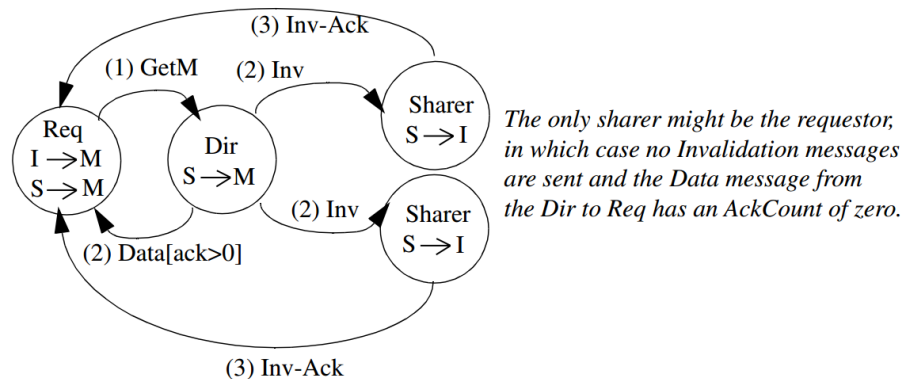 (3) Inv-Ack
(1) GetM
(2) Inv
Req
I → M
S → M
Dir
S → M
Sharer
S → I
The only sharer might be the requestor,
in which case no Invalidation messages
are sent and the Data message from
the Dir to Req has an AckCount of zero.
(2) Inv
Sharer
S → I
(2) Data[ack>0]
(3) Inv-Ack